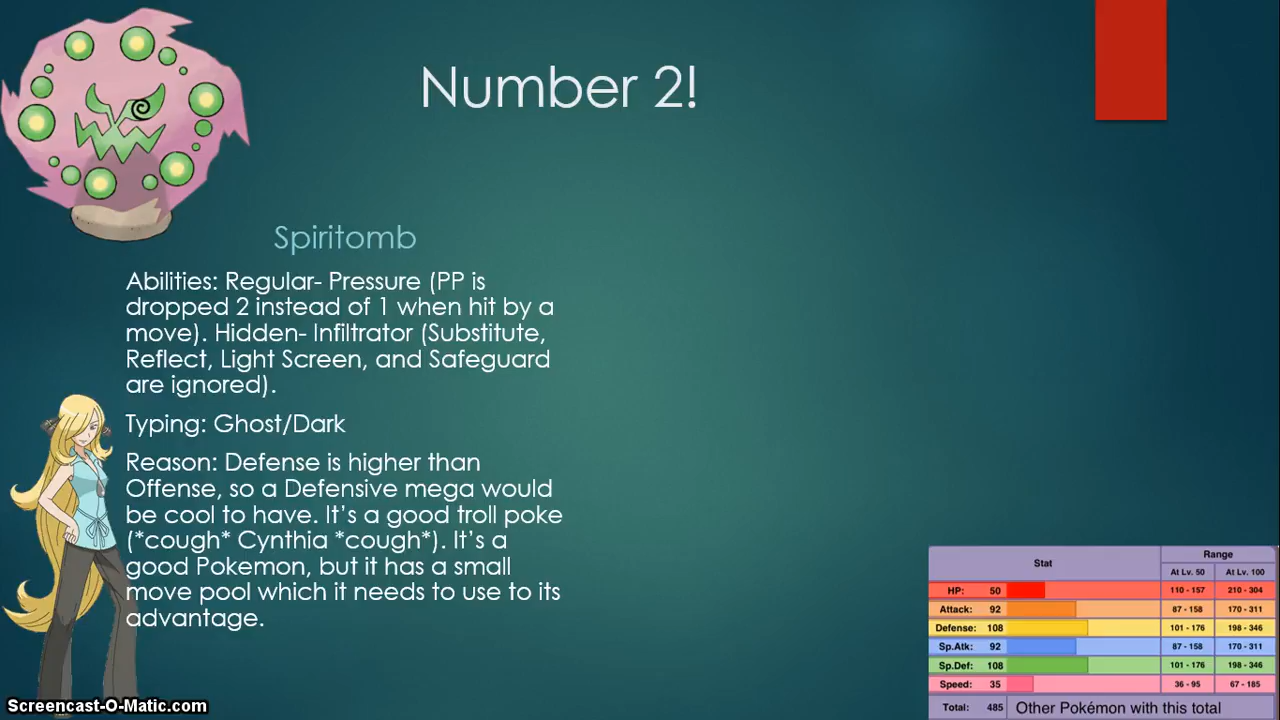 Number 2!
Spiritomb
Abilities: Regular- Pressure (PP is
dropped 2 instead of 1 when hit by a
move). Hidden- Infiltrator (Substitute,
Reflect, Light Screen, and Safeguard
are ignored).
Typing: Ghost/Dark
Reason: Defense is higher than
Offense, so a Defensive mega would
be cool to have. It’s a good troll poke
(*cough* Cynthia *cough*). It’s a
good Pokemon, but it has a small
move pool which it needs to use to its
advantage.
Stat Range
At Lv. 50 At Lv. 100
HP: 50 110 - 157 210 - 304
Attack: 92 87 - 158 170 - 311
Defense: 108 101 - 176 198 - 346
Sp.Atk: 92 87 - 158 170 - 311
Sp.Def: 108 101 - 176 198 - 346
Speed: 35 36 - 95 67 - 185
Total: 485 Other Pokémon with this total
Screencast-O-Matic.com